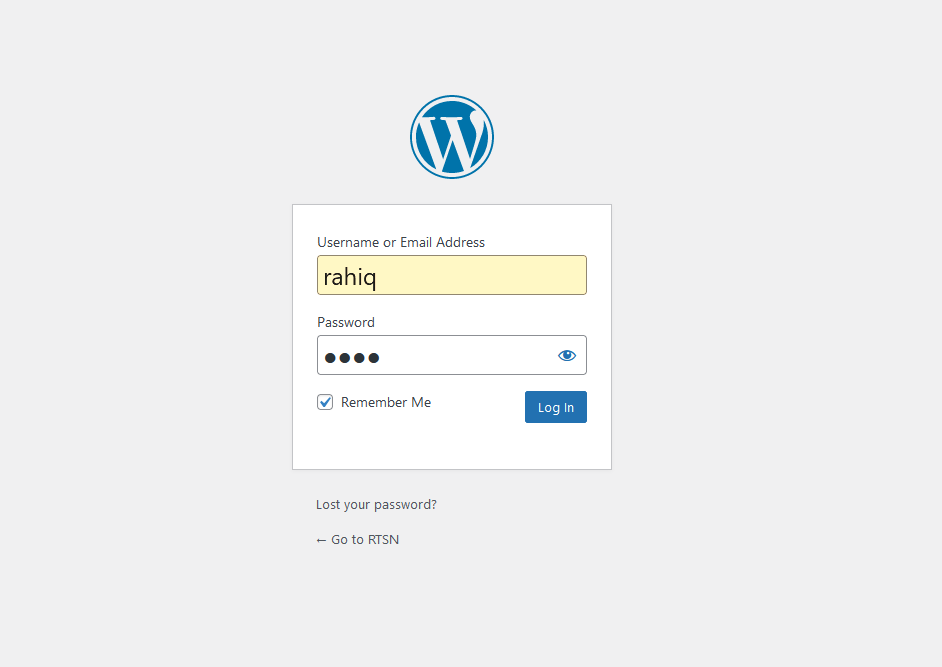 Username or Email Address
rahiq
Password
●●●●
Remember Me
Log In
Lost your password?
← Go to RTSN